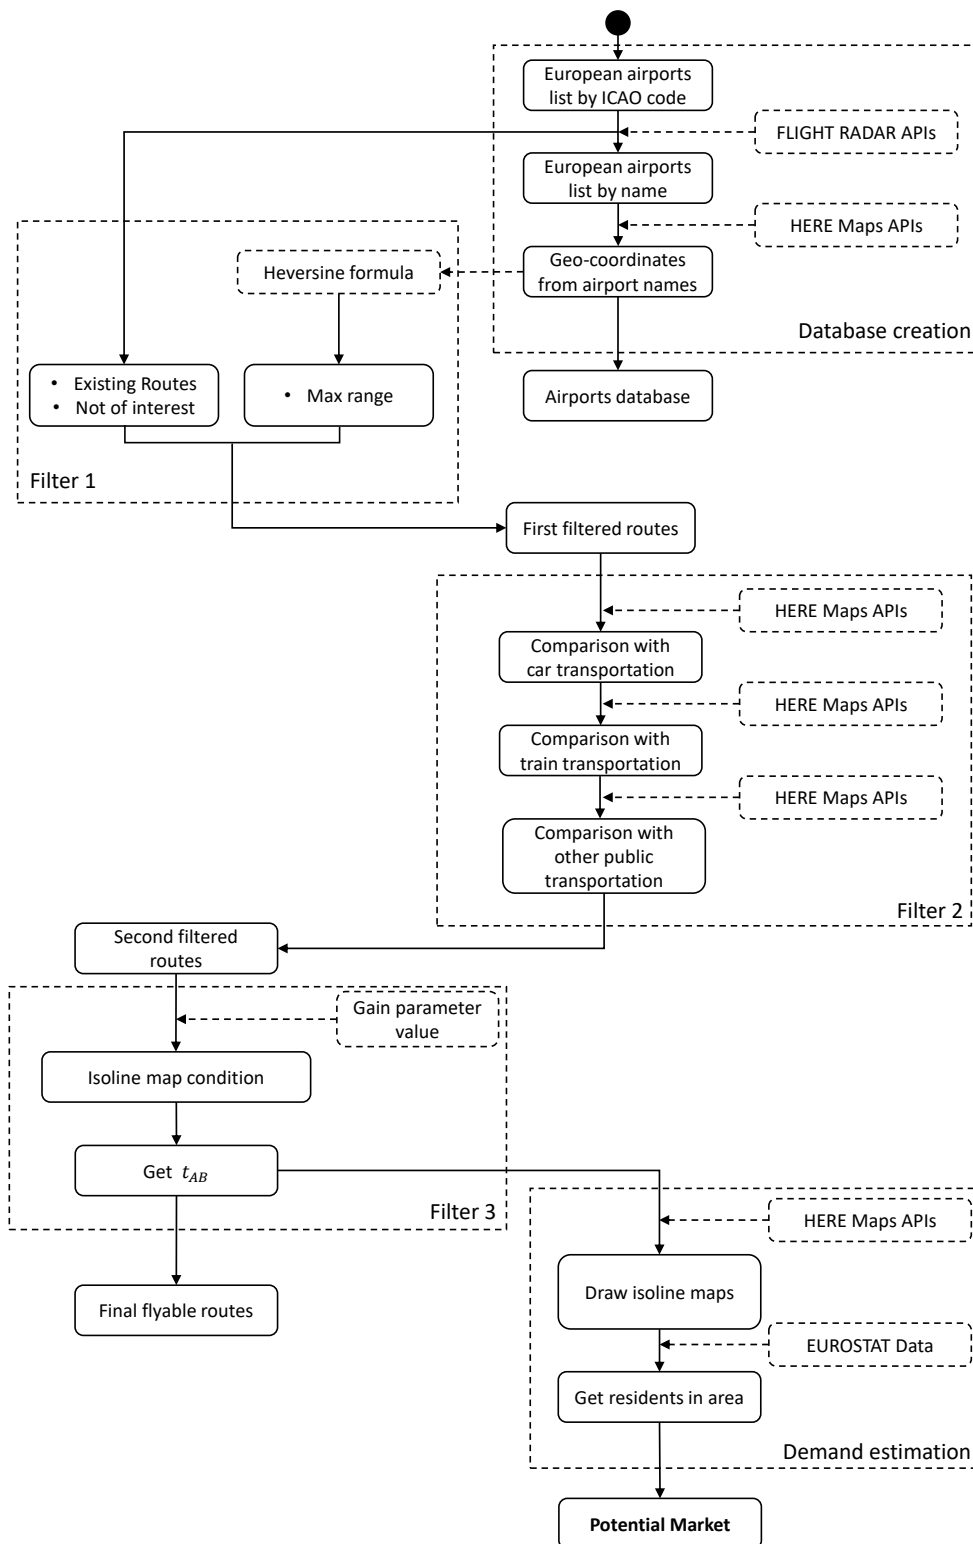 European airports
list by ICAO code
FLIGHT RADAR APIs
European airports
list by name
HERE Maps APIs
Heversine formula
Geo-coordinates
from airport names
Database creation
• Existing Routes
• Not of interest
• Max range
Airports database
Filter 1
First filtered routes
HERE Maps APIs
Comparison with
car transportation
HERE Maps APIs
Comparison with
train transportation
HERE Maps APIs
Comparison with
other public
transportation
Filter 2
Second filtered
routes
Gain parameter
value
Isoline map condition
Get t_AB
Filter 3
HERE Maps APIs
Draw isoline maps
Final flyable routes
EUROSTAT Data
Get residents in area
Demand estimation
Potential Market